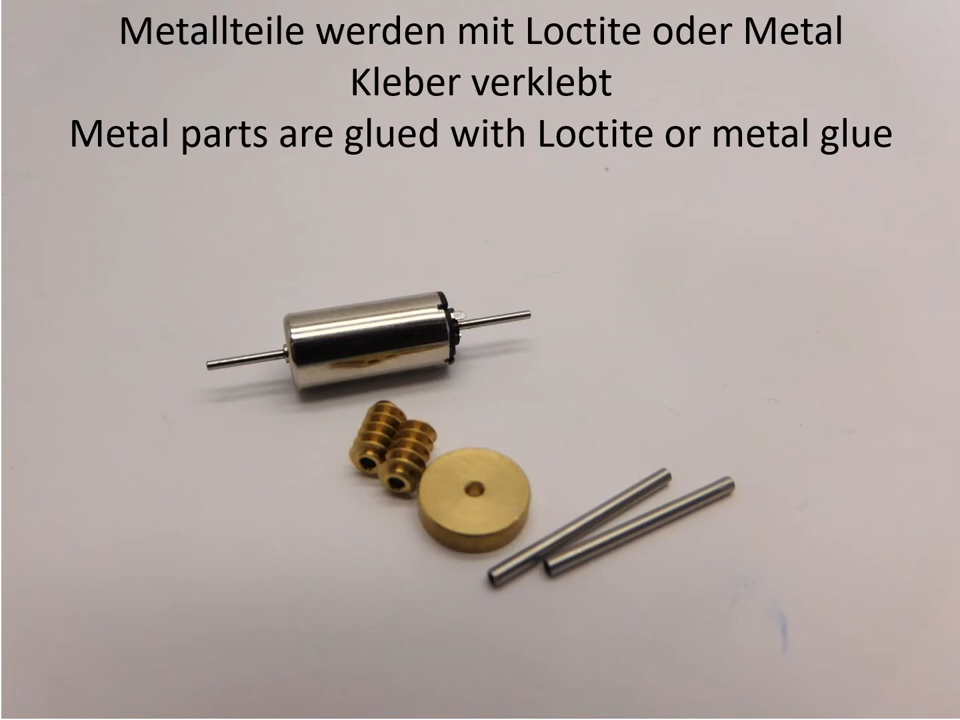 Metallteile werden mit Loctite oder Metal
Kleber verklebt
Metal parts are glued with Loctite or metal glue